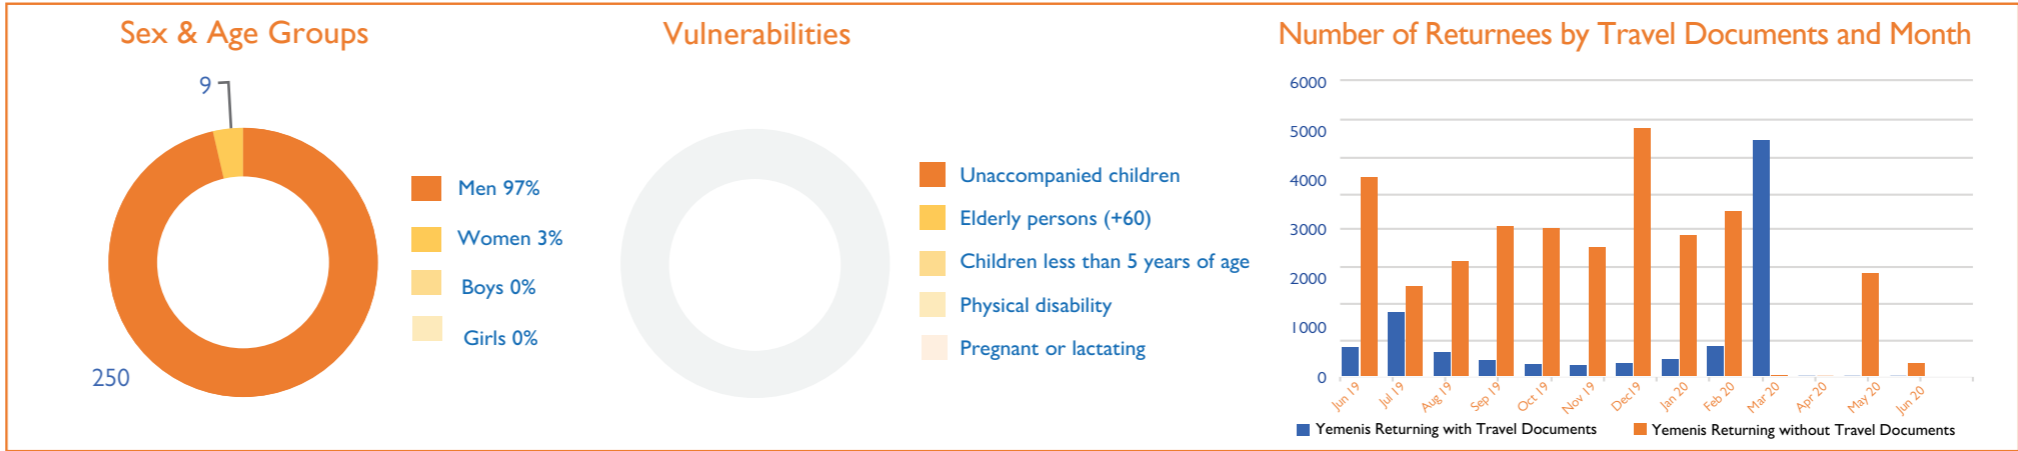 Sex & Age Groups
9
250
Men 97%
Women 3%
Boys 0%
Girls 0%
Vulnerabilities
Unaccompanied children
Elderly persons (+60)
Children less than 5 years of age
Physical disability
Pregnant or lactating
Number of Returnees by Travel Documents and Month
6000
5000
4000
3000
2000
1000
0
Jun 19
Jul 19
Aug 19
Sep 19
Oct 19
Nov 19
Dec19
Jan 20
Feb 20
Mar 20
Apr 20
May 20
Jun 20
Yemenis Returning with Travel Documents
Yemenis Returning without Travel Documents